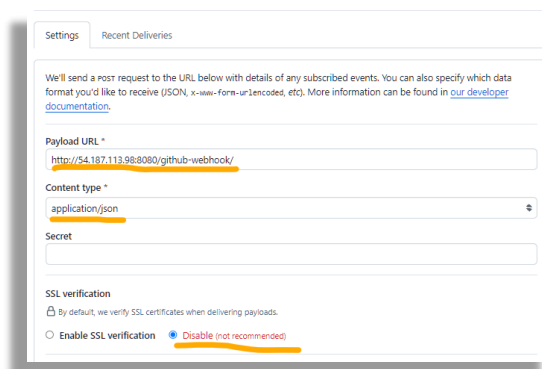 Settings Recent Deliveries
We'll send a POST request to the URL below with details of any subscribed events. You can also specify which data
format you'd like to receive (JSON, x-www-form-urlencoded, etc). More information can be found in our developer
documentation.
Payload URL *
http://54.187.113.98:8080/github-webhook/
Content type *
application/json
Secret
SSL verification
By default, we verify SSL certificates when delivering payloads.
Enable SSL verification Disable (not recommended)